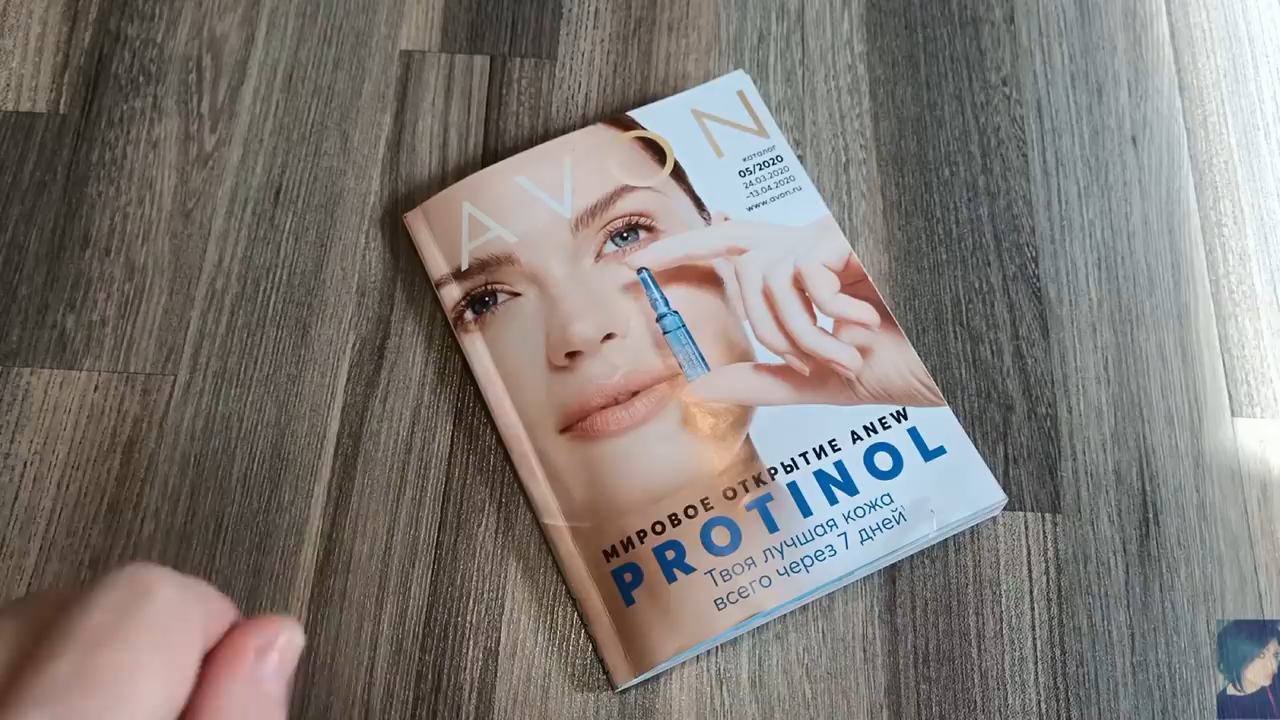 AVON
каталог
05/2020
24.03.2020
-13.04.2020
www.avon.ru
МИРОВОЕ ОТКРЫТИЕ ANEW
PROTINOL
Твоя лучшая кожа
всего через 7 дней¹